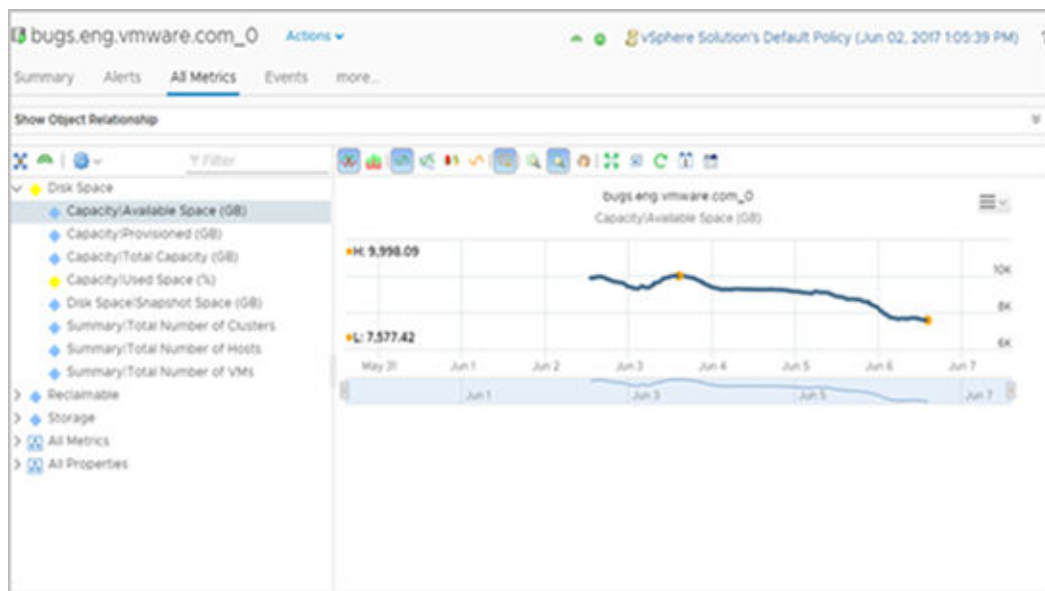 bugs.eng.vmware.com_0 Actions vSphere Solution's Default Policy (Jun 02, 2017 1:05:39 PM)
Summary Alerts All Metrics Events more...
Show Object Relationship
Filter
Disk Space
Capacity|Available Space (GB)
Capacity|Provisioned (GB)
Capacity|Total Capacity (GB)
Capacity|Used Space (%)
Disk Space|Snapshot Space (GB)
Summary|Total Number of Clusters
Summary|Total Number of Hosts
Summary|Total Number of VMs
Reclaimable
Storage
All Metrics
All Properties
bugs.eng.vmware.com_0
Capacity|Available Space (GB)
H: 9,998.09
10K
8K
L: 7,577.42
6K
May 31 Jun 1 Jun 2 Jun 3 Jun 4 Jun 5 Jun 6 Jun 7
Jun 1 Jun 3 Jun 5 Jun 7